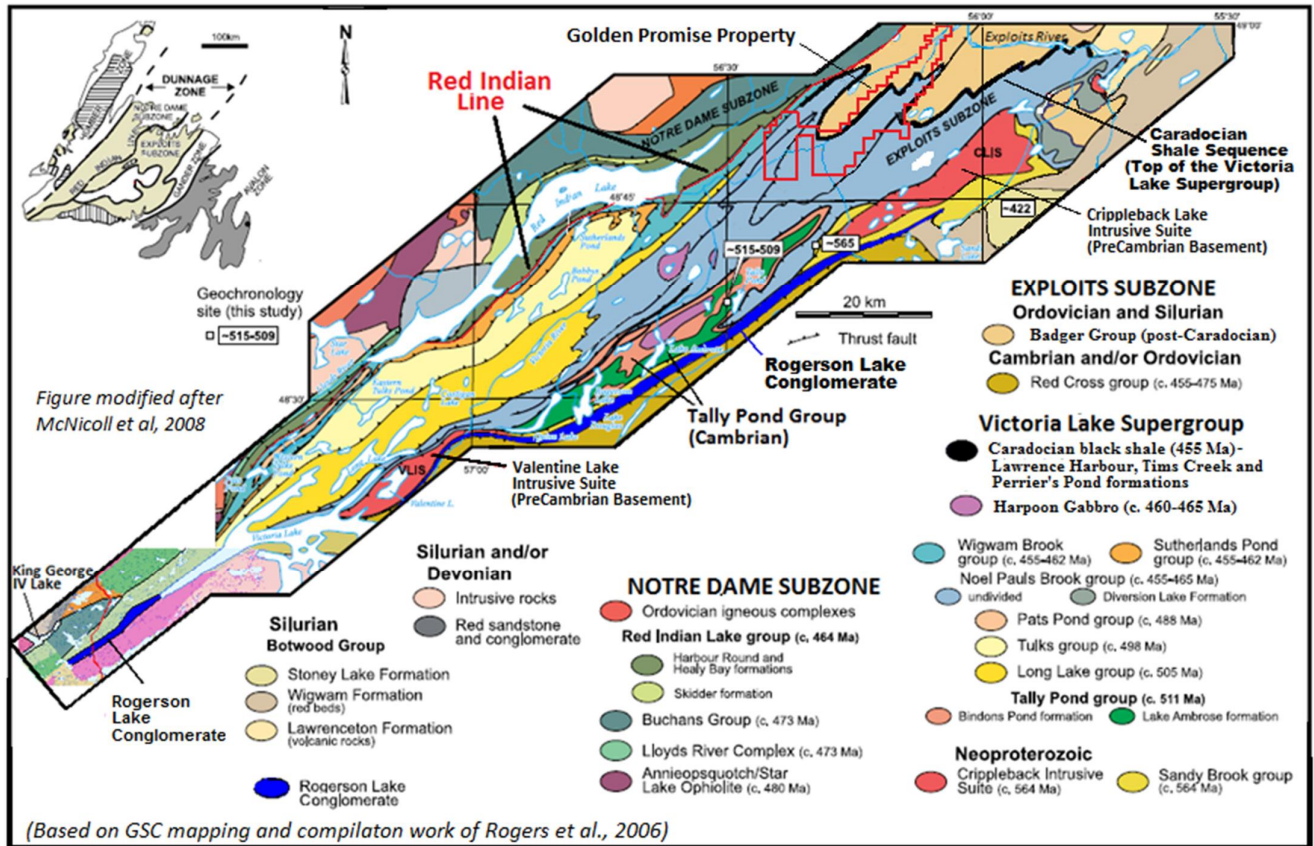 100km
N
DUNNAGE
ZONE
NOTRE DAME
SUBZONE
RED INDIAN LINE
EXPLOITS
SUBZONE
HUMBER ZONE
GANDER ZONE
AVALON ZONE
Golden Promise Property
56°00'
55°30'
49°00'
Exploits River
56°30'
Red Indian
Line
NOTRE DAME SUBZONE
EXPLOITS SUBZONE
CLIS
Caradocian
Shale Sequence
(Top of the Victoria
Lake Supergroup)
Crippleback Lake
Intrusive Suite
(PreCambrian Basement)
~422
48°45'
Red Indian Lake
Sutherlands
Pond
Bobbys
Pond
~515-509
~565
Geochronology
site (this study)
~515-509
20 km
Thrust fault
Star
Lake
Victoria River
Rogerson Lake
Conglomerate
Figure modified after
McNicoll et al, 2008
48°30'
Tally Pond Group
(Cambrian)
VLIS
57°00'
Valentine Lake
Intrusive Suite
(PreCambrian Basement)
Valentine L.
Victoria Lake
King George
IV Lake
Rogerson
Lake
Conglomerate
Silurian
Botwood Group
Stoney Lake Formation
Wigwam Formation
(red beds)
Lawrenceton Formation
(volcanic rocks)
Rogerson Lake
Conglomerate
Silurian and/or
Devonian
Intrusive rocks
Red sandstone
and conglomerate
NOTRE DAME SUBZONE
Ordovician igneous complexes
Red Indian Lake group (c. 464 Ma)
Harbour Round and
Healy Bay formations
Skidder formation
Buchans Group (c. 473 Ma)
Lloyds River Complex (c. 473 Ma)
Annieopsquotch/Star
Lake Ophiolite (c. 480 Ma)
EXPLOITS SUBZONE
Ordovician and Silurian
Badger Group (post-Caradocian)
Cambrian and/or Ordovician
Red Cross group (c. 455-475 Ma)
Victoria Lake Supergroup
Caradocian black shale (455 Ma)-
Lawrence Harbour, Tims Creek and
Perrier's Pond formations
Harpoon Gabbro (c. 460-465 Ma)
Wigwam Brook
group (c. 455-462 Ma)
Sutherlands Pond
group (c. 455-462 Ma)
Noel Pauls Brook group (c. 455-465 Ma)
undivided
Diversion Lake Formation
Pats Pond group (c. 488 Ma)
Tulks group (c. 498 Ma)
Long Lake group (c. 505 Ma)
Tally Pond group (c. 511 Ma)
Bindons Pond formation
Lake Ambrose formation
Neoproterozoic
Crippleback Intrusive
Suite (c. 564 Ma)
Sandy Brook group
(c. 564 Ma)
(Based on GSC mapping and compilaton work of Rogers et al., 2006)